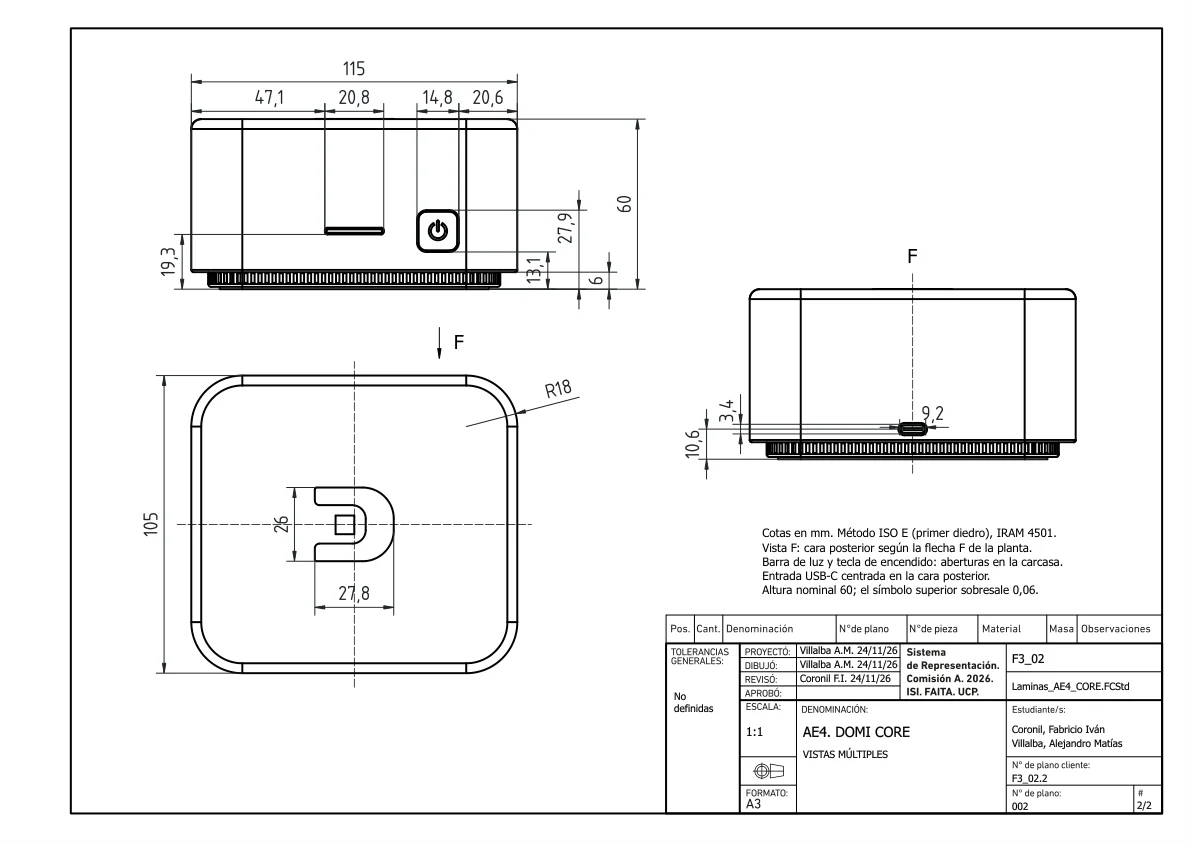 115
47,1
20,8
14,8
20,6
60
27,9
19,3
13,1
6
F
F
R18
3,4
9,2
10,6
105
26
27,8
Cotas en mm. Método ISO E (primer diedro), IRAM 4501.
Vista F: cara posterior según la flecha F de la planta.
Barra de luz y tecla de encendido: aberturas en la carcasa.
Entrada USB-C centrada en la cara posterior.
Altura nominal 60; el símbolo superior sobresale 0,06.
Pos. Cant. Denominación N°de plano N°de pieza Material Masa Observaciones
TOLERANCIAS
GENERALES:
No
definidas
PROYECTÓ: Villalba A.M. 24/11/26
DIBUJÓ: Villalba A.M. 24/11/26
REVISÓ: Coronil F.I. 24/11/26
APROBÓ:
Sistema
de Representación.
Comisión A. 2026.
ISI. FAITA. UCP.
F3_02
Laminas_AE4_CORE.FCStd
ESCALA:
1:1
DENOMINACIÓN:
AE4. DOMI CORE
VISTAS MÚLTIPLES
Estudiante/s:
Coronil, Fabricio Iván
Villalba, Alejandro Matías
N° de plano cliente:
F3_02.2
FORMATO:
A3
N° de plano:
002
#
2/2